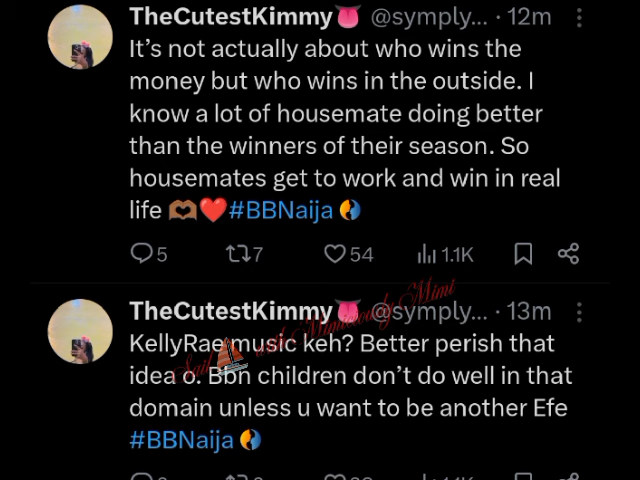 TheCutestKimmy👅 @symply... · 12m
It's not actually about who wins the
money but who wins in the outside. I
know a lot of housemate doing better
than the winners of their season. So
housemates get to work and win in real
life 🫶🏾❤️#BBNaija
5 7 54 1.1K
TheCutestKimmy👅 @symply... · 13m
KellyRae music keh? Better perish that
idea o. Bbn children don't do well in that
domain unless u want to be another Efe
#BBNaija
Sail with Mimi